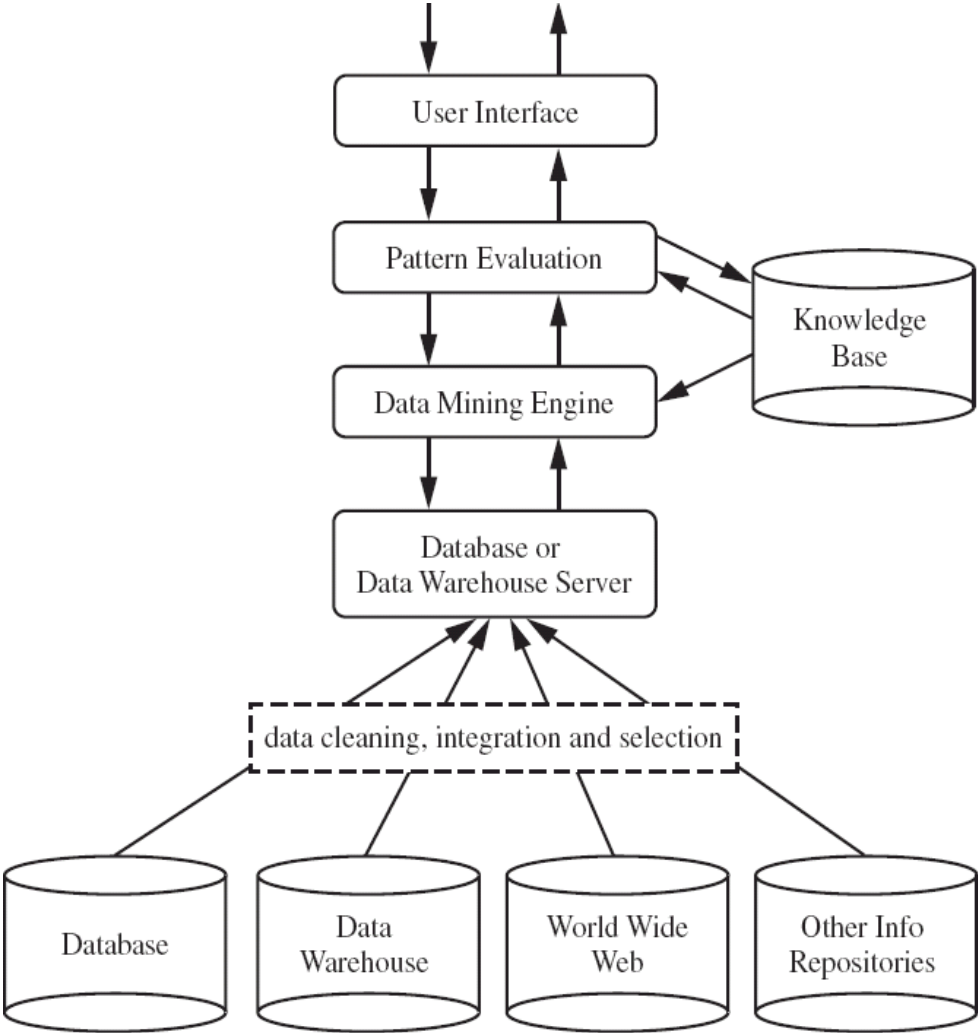 User Interface
Pattern Evaluation
Knowledge
Base
Data Mining Engine
Database or
Data Warehouse Server
data cleaning, integration and selection
Database
Data
Warehouse
World Wide
Web
Other Info
Repositories